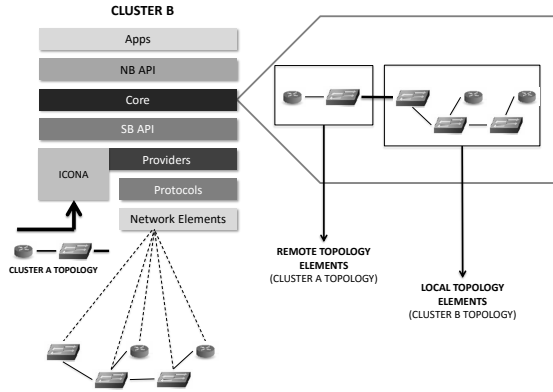 CLUSTER B
Apps
NB API
Core
SB API
ICONA
Providers
Protocols
Network Elements
CLUSTER A TOPOLOGY
REMOTE TOPOLOGY
ELEMENTS
(CLUSTER A TOPOLOGY)
LOCAL TOPOLOGY
ELEMENTS
(CLUSTER B TOPOLOGY)